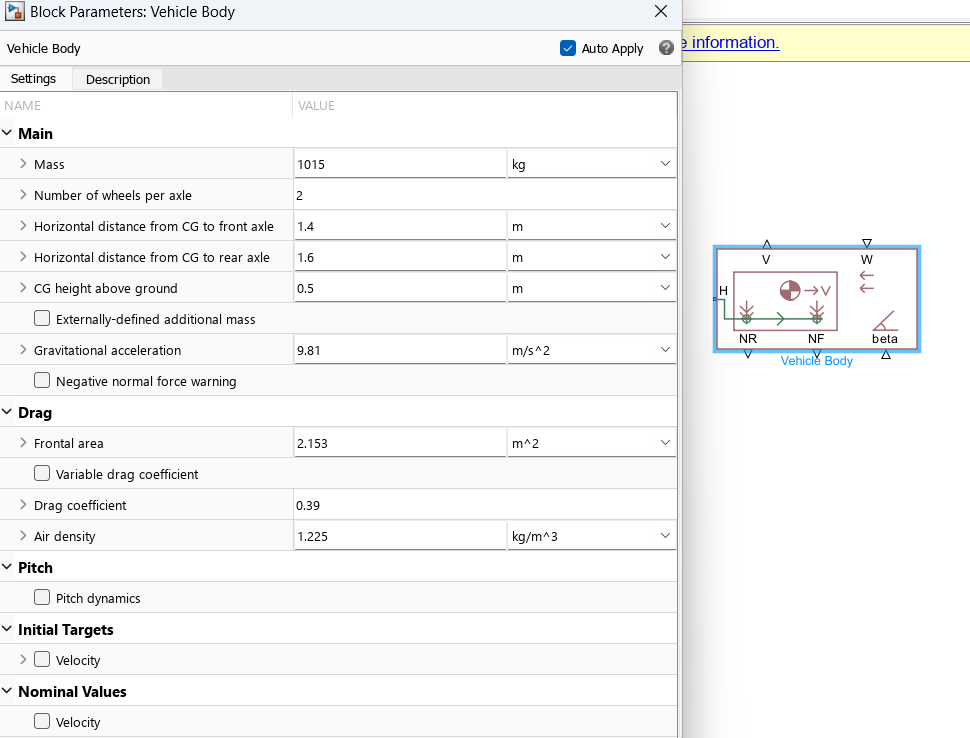 Block Parameters: Vehicle Body
Vehicle Body
Auto Apply
e information.
Settings
Description
NAME VALUE
Main
Mass 1015 kg
Number of wheels per axle 2
Horizontal distance from CG to front axle 1.4 m
Horizontal distance from CG to rear axle 1.6 m
CG height above ground 0.5 m
Externally-defined additional mass
Gravitational acceleration 9.81 m/s^2
Negative normal force warning
Drag
Frontal area 2.153 m^2
Variable drag coefficient
Drag coefficient 0.39
Air density 1.225 kg/m^3
Pitch
Pitch dynamics
Initial Targets
Velocity
Nominal Values
Velocity
V W
H V
NR NF beta
Vehicle Body